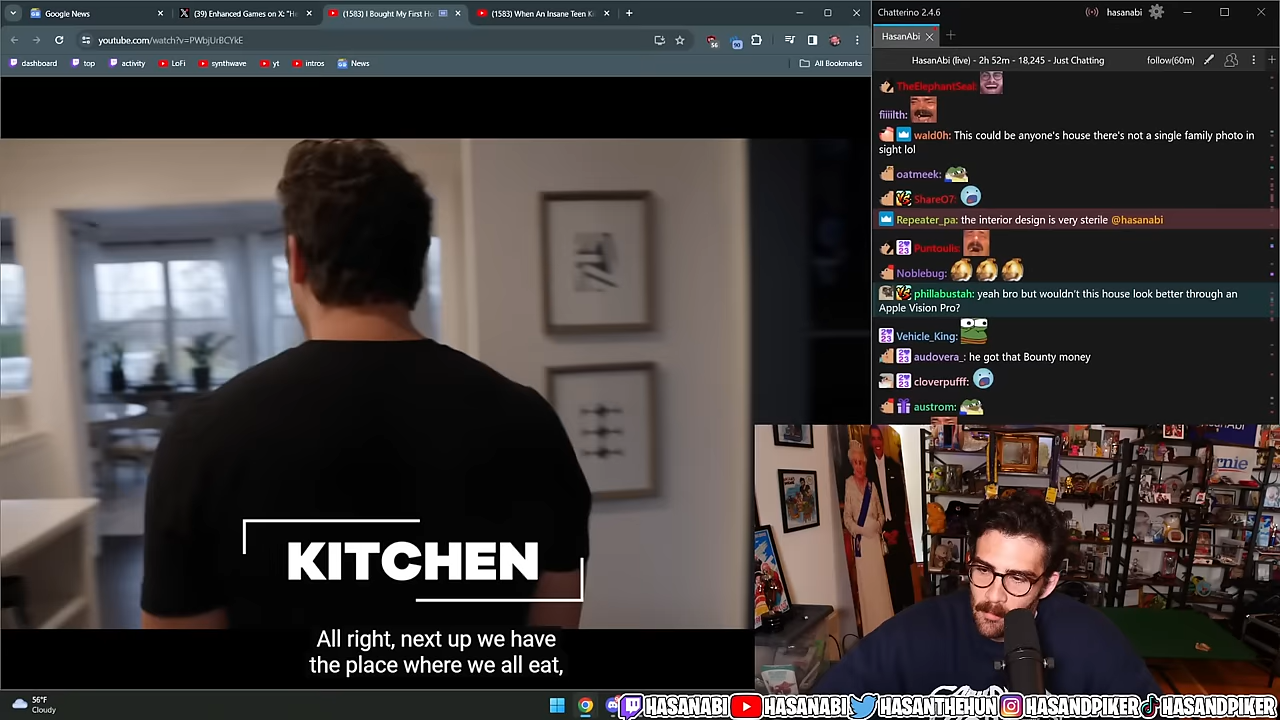 Google News
(39) Enhanced Games on X: "He
(1583) I Bought My First Ho
(1583) When An Insane Teen K
youtube.com/watch?v=PWbjUrBCYkE
56
90
dashboard
top
activity
LoFi
synthwave
yt
intros
News
All Bookmarks
Chatterino 2.4.6
hasanabi
HasanAbi
HasanAbi (live) - 2h 52m - 18,245 - Just Chatting
follow(60m)
TheElephantSeal:
fiiiilth:
wald0h: This could be anyone's house there's not a single family photo in
sight lol
oatmeek:
ShareO7:
Repeater_pa: the interior design is very sterile @hasanabi
Puntoulis:
Noblebug:
phillabustah: yeah bro but wouldn't this house look better through an
Apple Vision Pro?
Vehicle_King:
audovera_: he got that Bounty money
cloverpufff:
austrom:
KITCHEN
All right, next up we have
the place where we all eat,
56°F
Cloudy
HASANABI
HASANABI
HASANTHEHUN
HASANDPIKER
HASANDPIKER